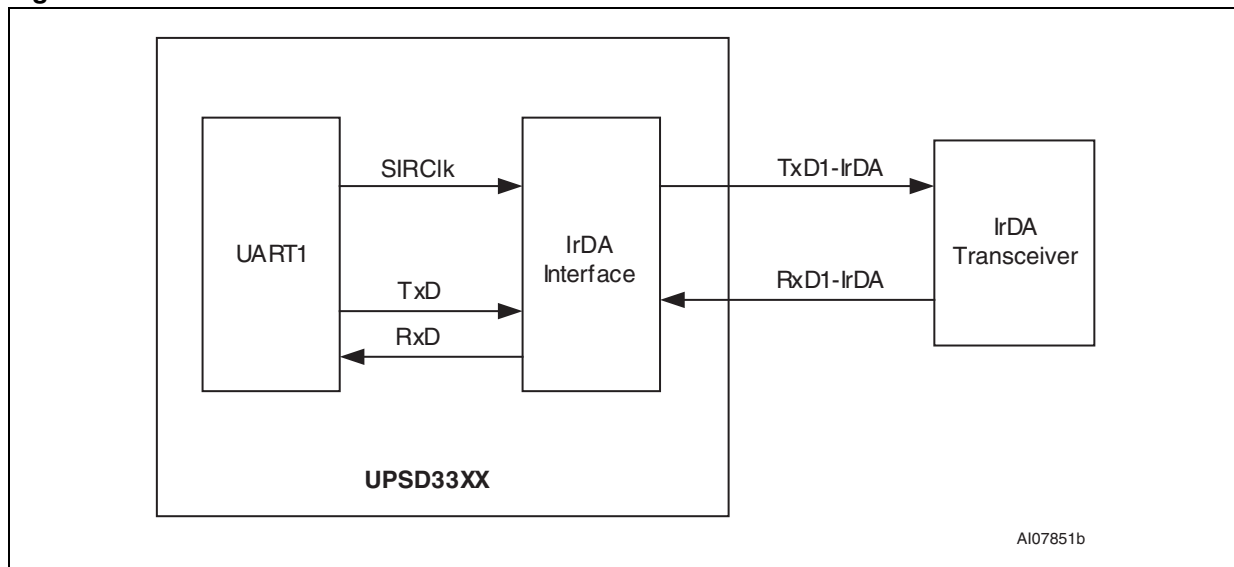 SIRClk
TxD1-IrDA
UART1
IrDA
Interface
IrDA
Transceiver
TxD
RxD1-IrDA
RxD
UPSD33XX
AI07851b